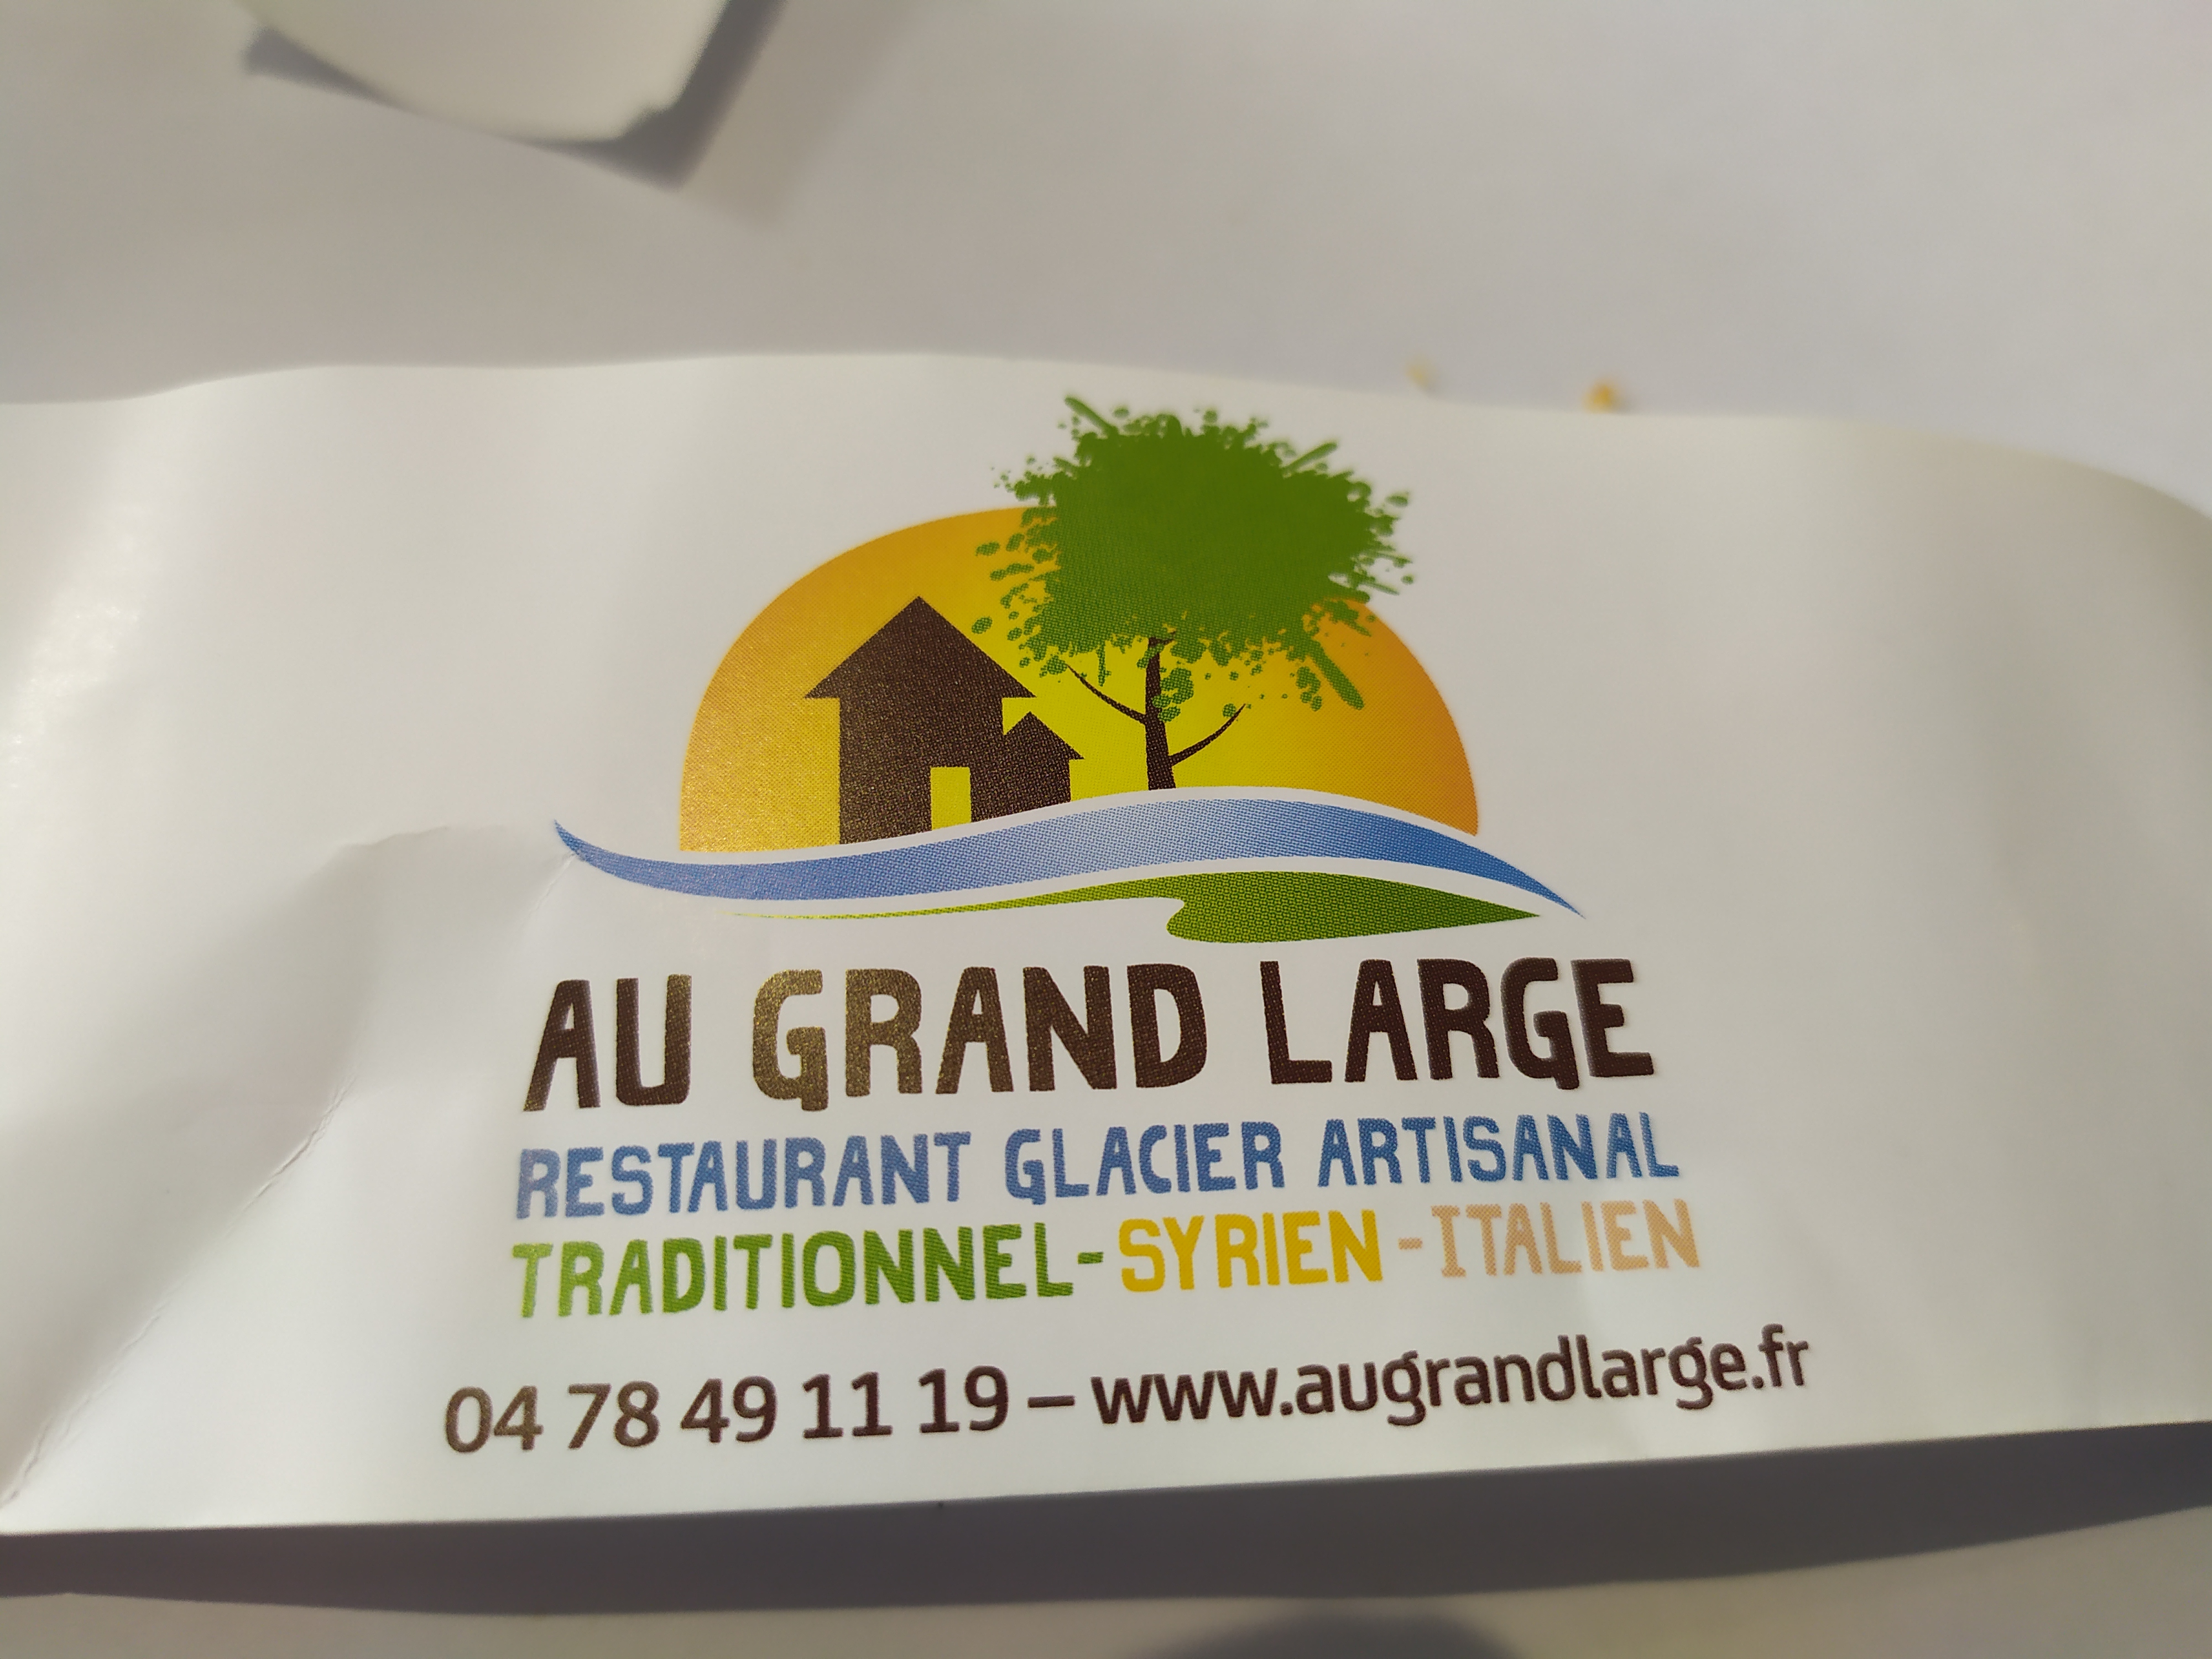 AU GRAND LARGE
RESTAURANT GLACIER ARTISANAL
TRADITIONNEL-SYRIEN-ITALIEN
04 78 49 11 19 – www.augrandlarge.fr